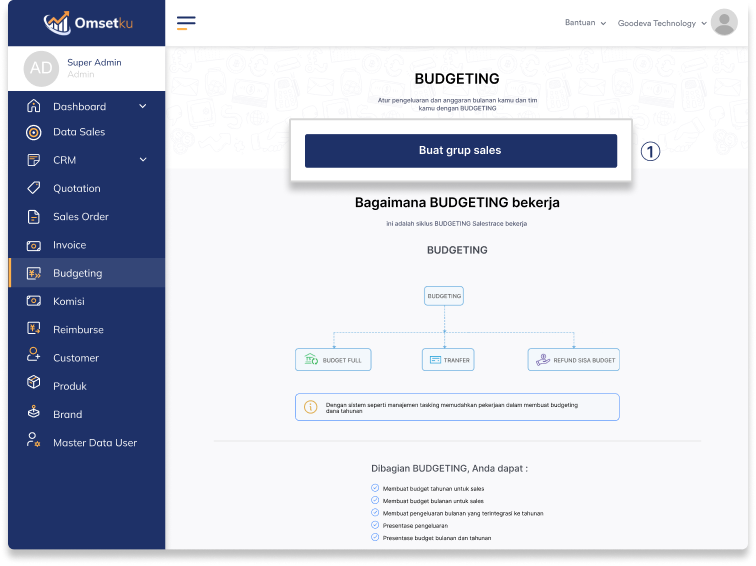 Omsetku
Bantuan
Goodeva Technology
AD
Super Admin
Admin
Dashboard
Data Sales
CRM
Quotation
Sales Order
Invoice
Budgeting
Komisi
Reimburse
Customer
Produk
Brand
Master Data User
BUDGETING
Atur pengeluaran dan anggaran bulanan kamu dan tim
kamu dengan BUDGETING
Buat grup sales
1
Bagaimana BUDGETING bekerja
ini adalah siklus BUDGETING Salestrace bekerja
BUDGETING
BUDGETING
BUDGET FULL
TRANFER
REFUND SISA BUDGET
Dengan sistem seperti manajemen tasking memudahkan pekerjaan dalam membuat budgeting
dana tahunan
Dibagian BUDGETING, Anda dapat :
Membuat budget tahunan untuk sales
Membuat budget bulanan untuk sales
Membuat pengeluaran bulanan yang terintegrasi ke tahunan
Presentase pengeluaran
Presentase budget bulanan dan tahunan